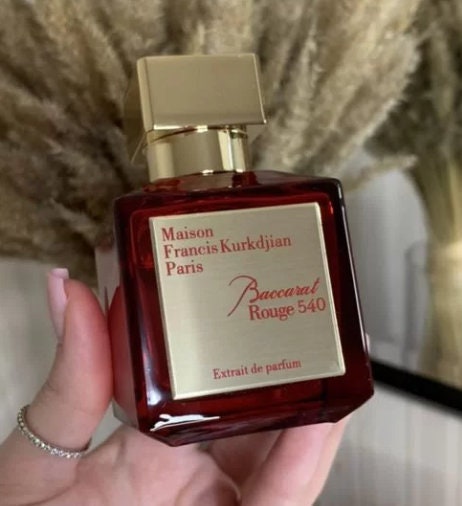 Maison
Francis Kurkdjian
Paris
Baccarat
Rouge 540
Extrait de parfum